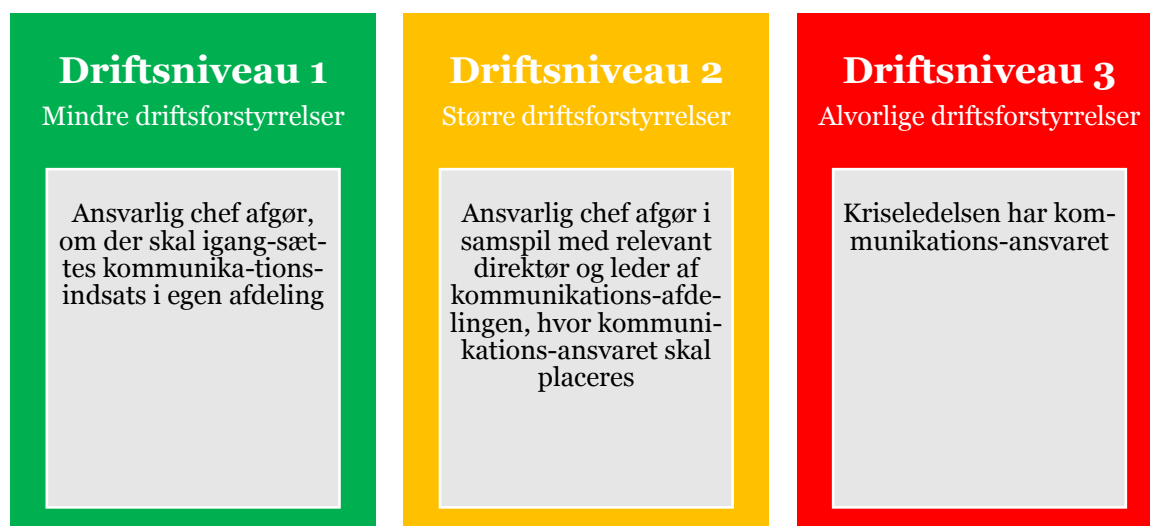 Driftsniveau 1
Mindre driftsforstyrrelser
Ansvarlig chef afgør,
om der skal igang-sæt-
tes kommunika-tions-
indsats i egen afdeling
Driftsniveau 2
Større driftsforstyrrelser
Ansvarlig chef afgør i
samspil med relevant
direktør og leder af
kommunikations-afde-
lingen, hvor kommuni-
kations-ansvaret skal
placeres
Driftsniveau 3
Alvorlige driftsforstyrrelser
Kriseledelsen har kom-
munikations-ansvaret